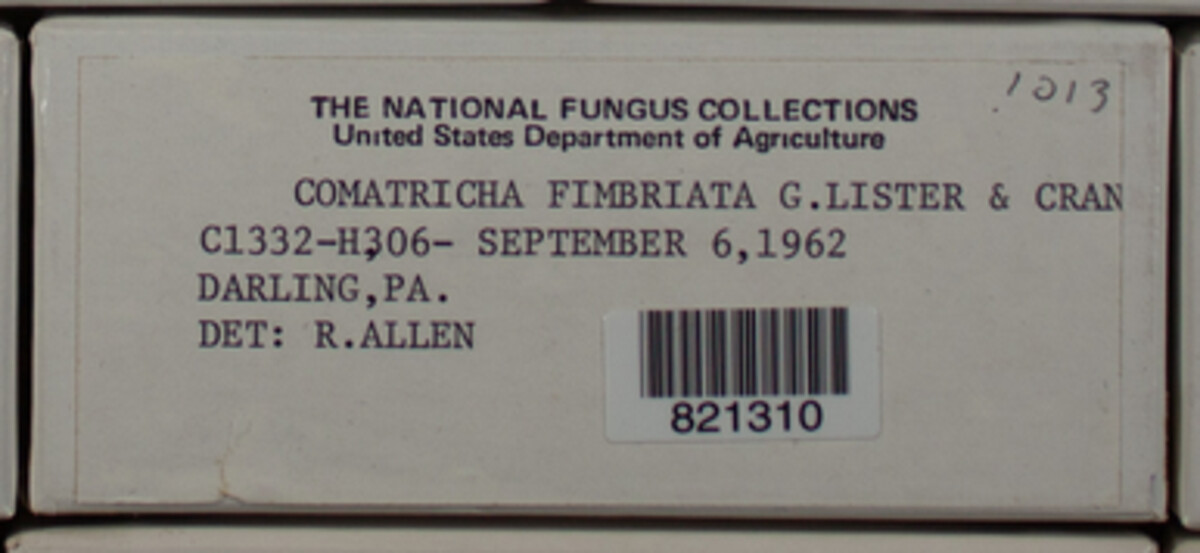 1013
THE NATIONAL FUNGUS COLLECTIONS
United States Department of Agriculture
COMATRICHA FIMBRIATA G.LISTER & CRAN
C1332-H306- SEPTEMBER 6,1962
DARLING,PA.
DET: R.ALLEN
821310